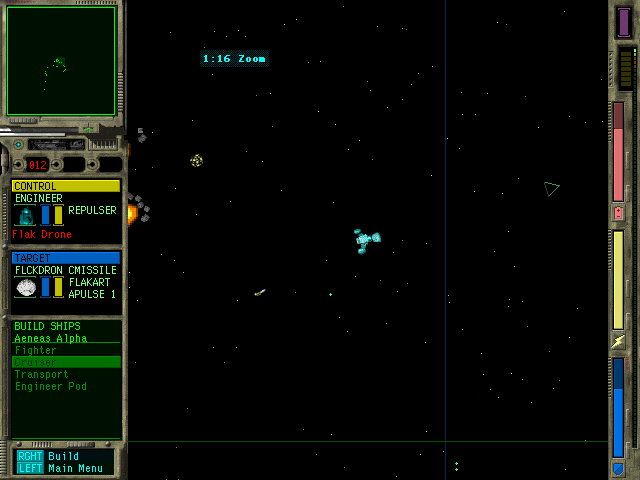 1:16 Zoom
012
CONTROL
ENGINEER
REPULSER
Flak Drona
TARGET
FLCKDRON CMISSILE
FLAKART
APULSE 1
BUILD SHIPS
Aeneas Alpha
Fighter
Cruiser
Transport
Engineer Pod
RGHT Build
LEFT Main Menu